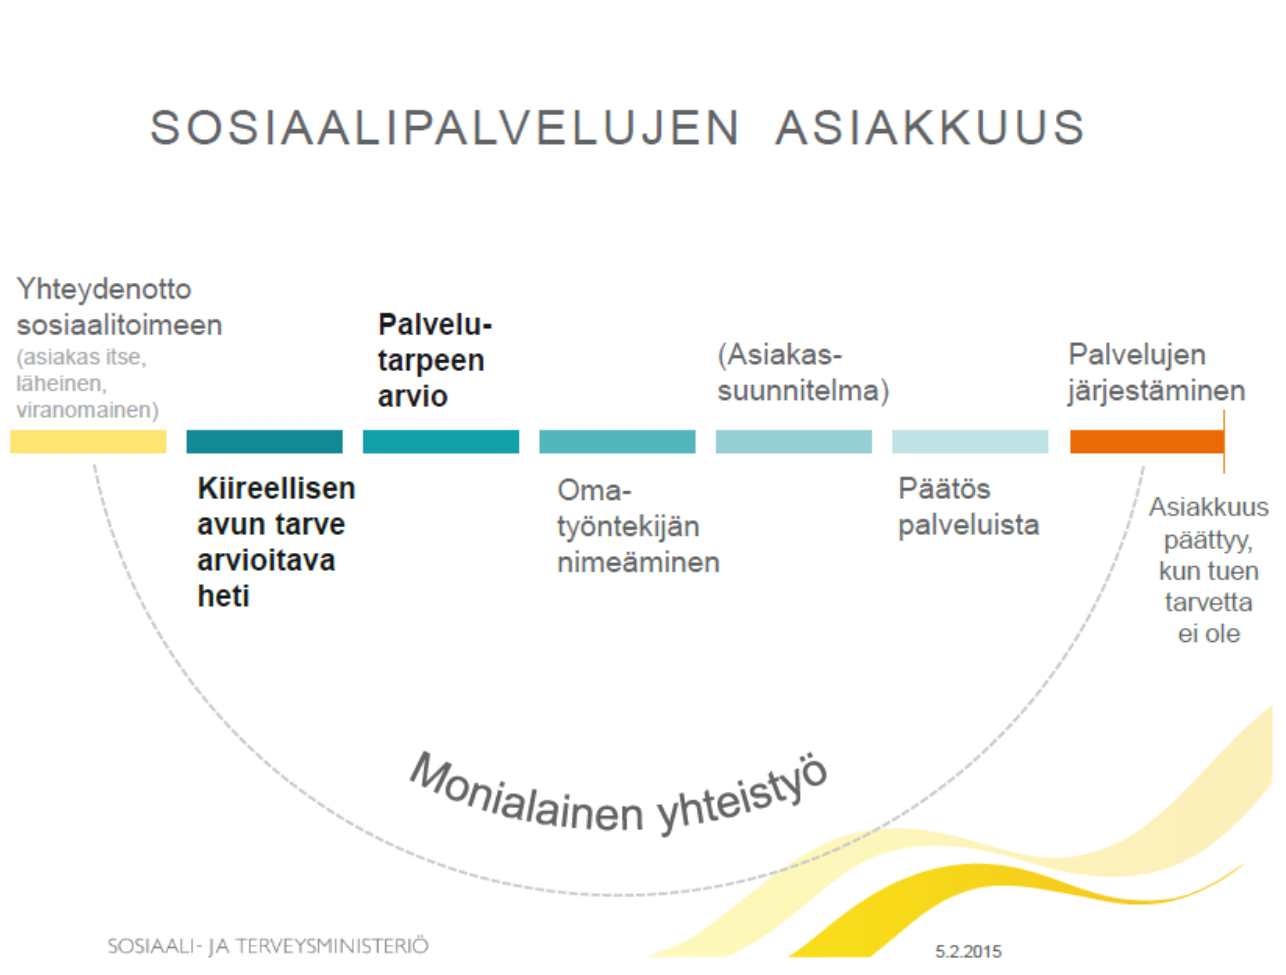 SOSIAALIPALVELUJEN ASIAKKUUS
Yhteydenotto
sosiaalitoimeen
(asiakas itse,
läheinen,
viranomainen)
Kiireellisen
avun tarve
arvioitava
heti
Palvelu-
tarpeen
arvio
Oma-
työntekijän
nimeäminen
(Asiakas-
suunnitelma)
Päätös
palveluista
Palvelujen
järjestäminen
Asiakkuus
päättyy,
kun tuen
tarvetta
ei ole
Monialainen yhteistyö
SOSIAALI- JA TERVEYSMINISTERIÖ
5.2.2015